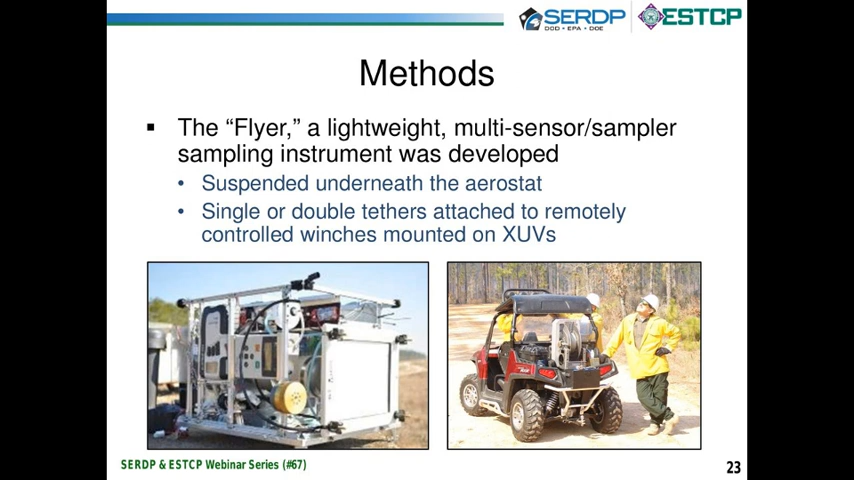 SERDP
DOD • EPA • DOE
ESTCP
Methods
The “Flyer,” a lightweight, multi-sensor/sampler
sampling instrument was developed
Suspended underneath the aerostat
Single or double tethers attached to remotely
controlled winches mounted on XUVs
SERDP & ESTCP Webinar Series (#67)
23